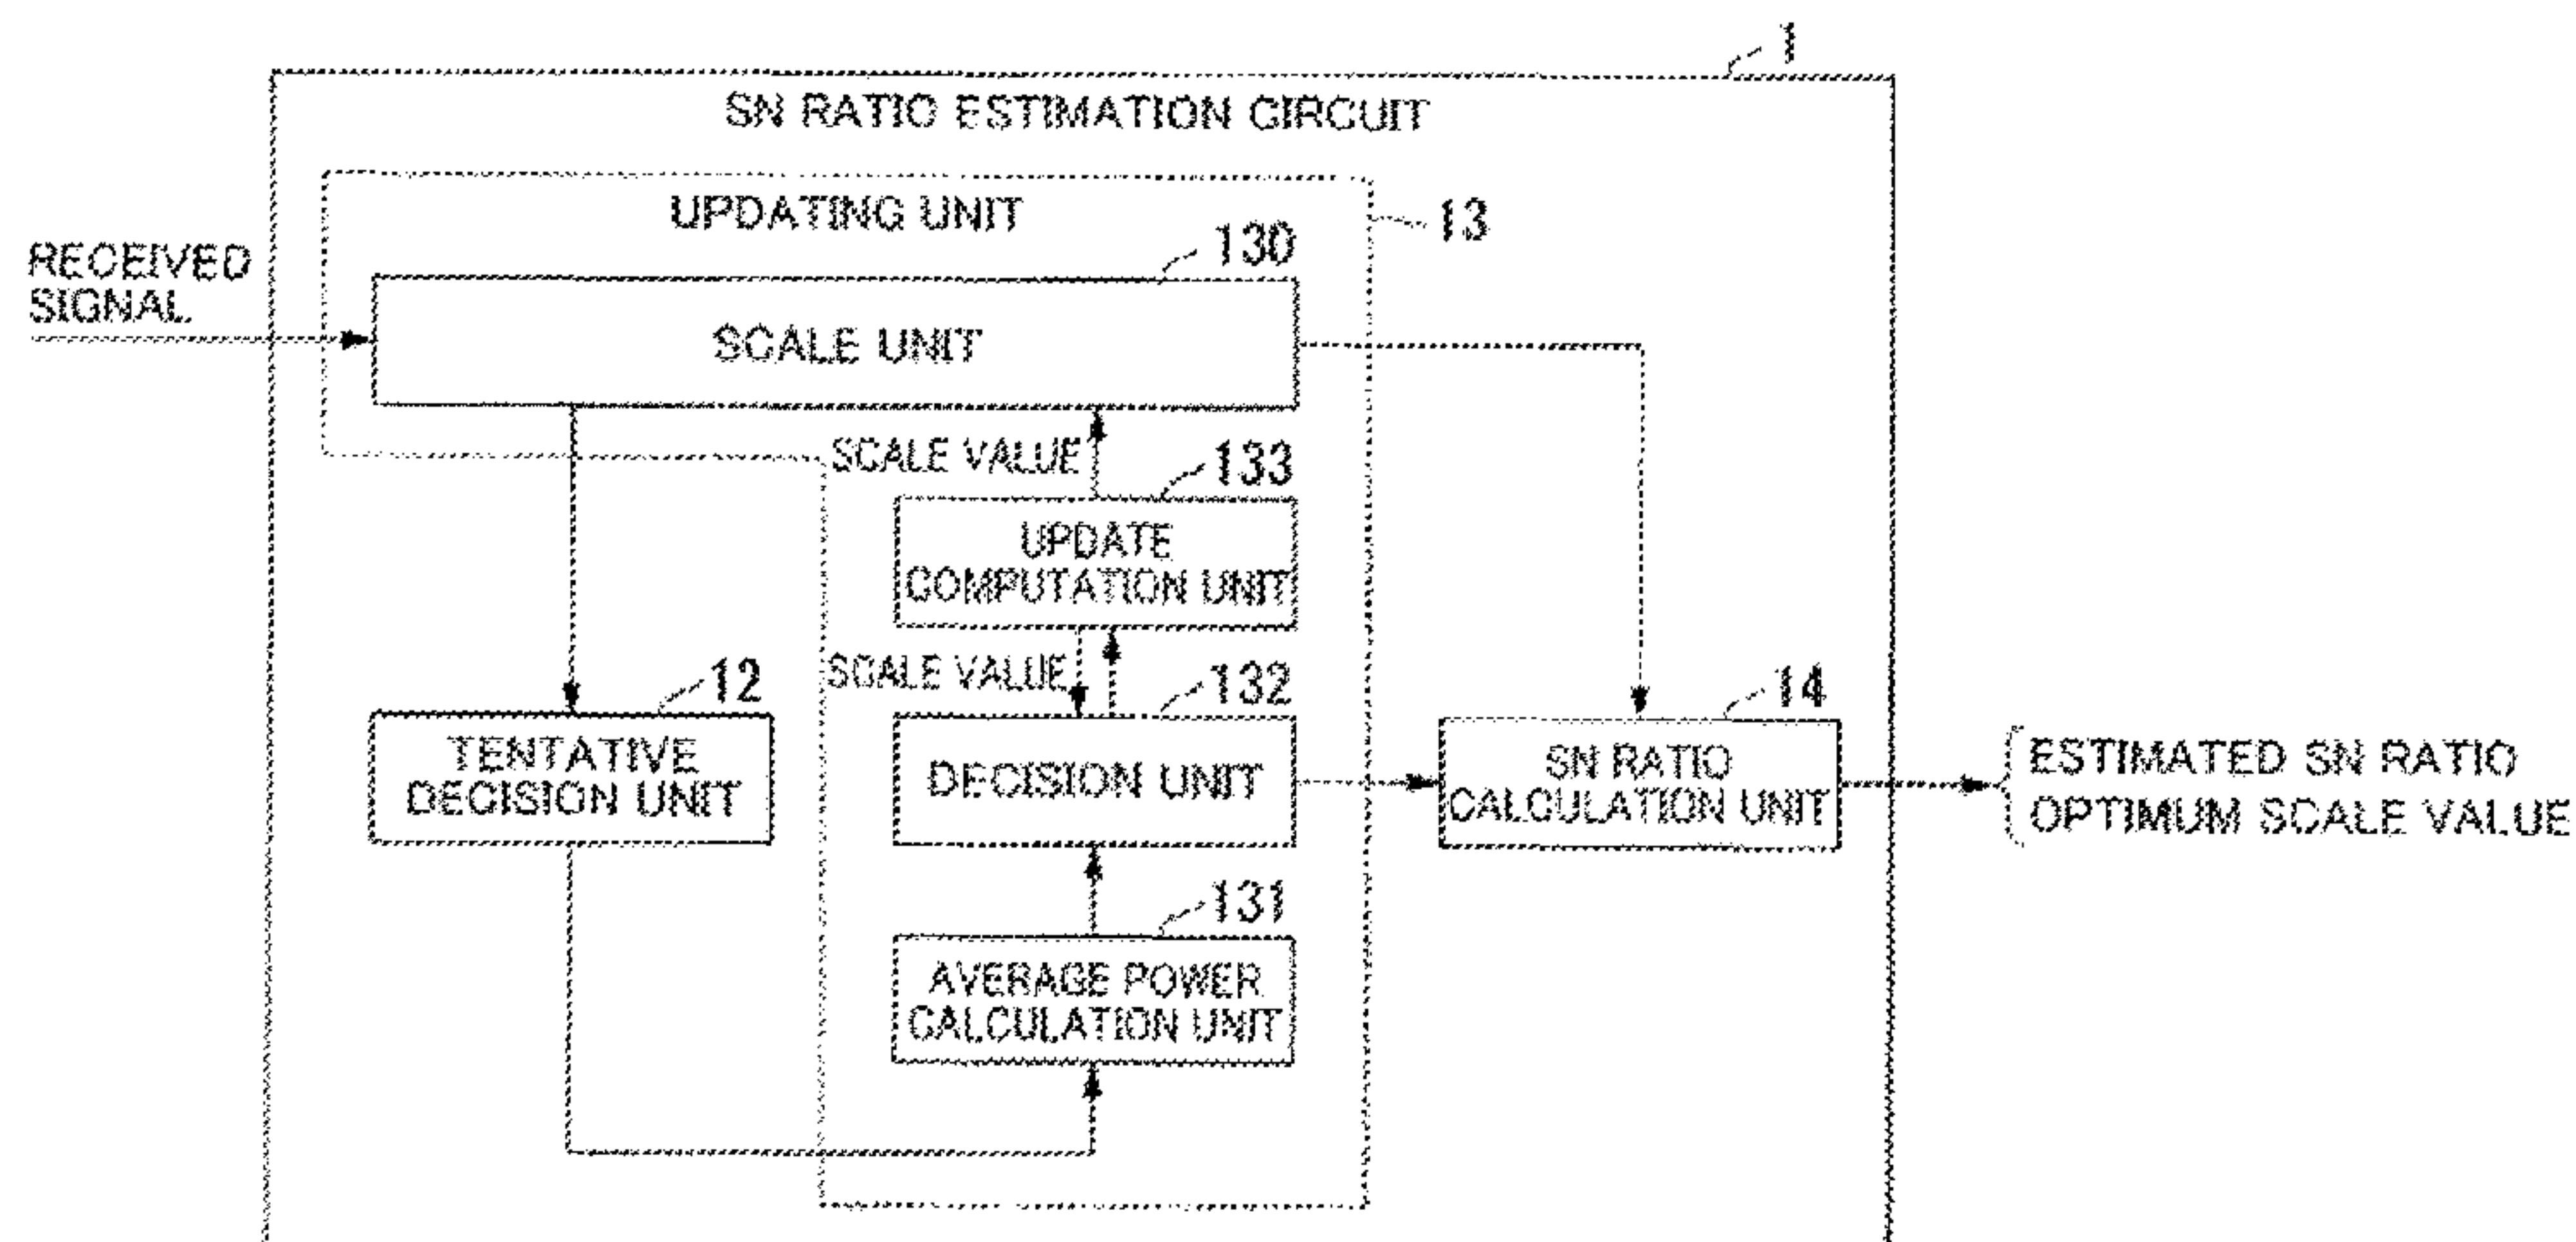 1
SN RATIO ESTIMATION CIRCUIT
UPDATING UNIT
13
130
RECEIVED
SIGNAL
SCALE UNIT
SCALE VALUE
133
UPDATE
COMPUTATION UNIT
SCALE VALUE
12
132
14
TENTATIVE
DECISION UNIT
DECISION UNIT
SN RATIO
CALCULATION UNIT
ESTIMATED SN RATIO
OPTIMUM SCALE VALUE
131
AVERAGE POWER
CALCULATION UNIT